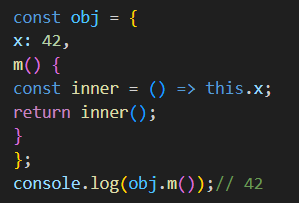 const obj = {
x: 42,
m() {
const inner = () => this.x;
return inner();
}
};
console.log(obj.m());// 42